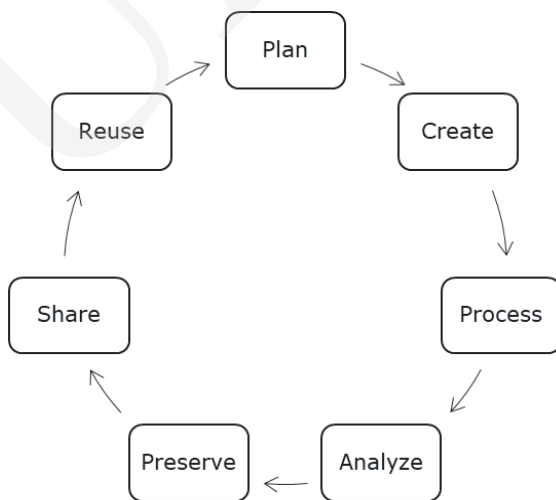 Plan
Create
Process
Analyze
Preserve
Share
Reuse